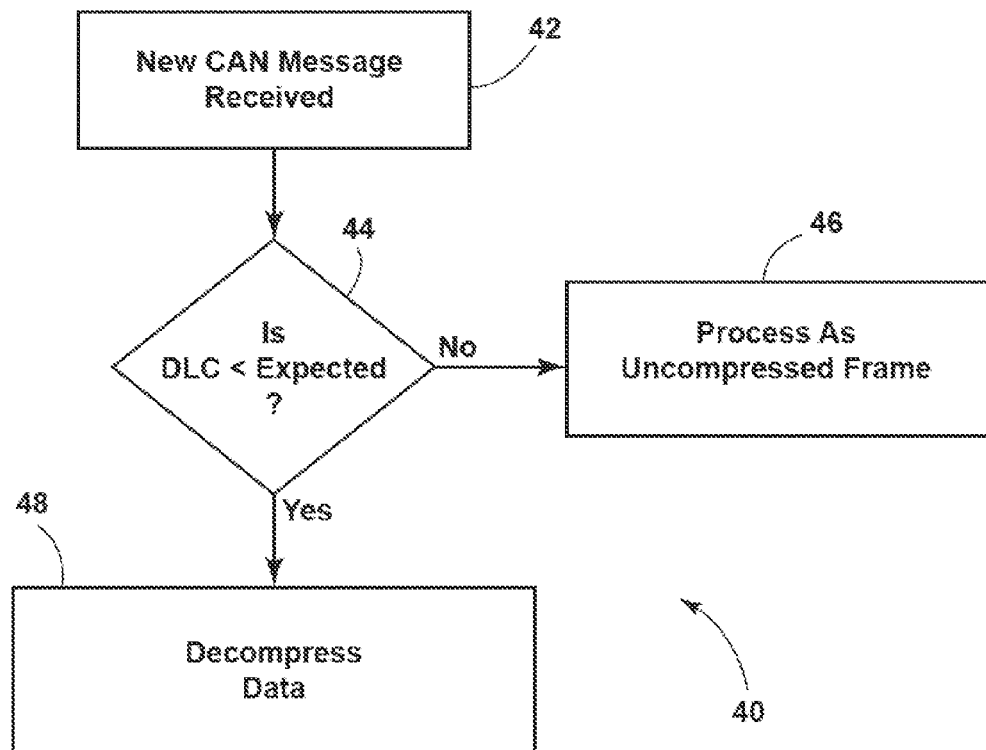 42
New CAN Message
Received
44
Is
DLC < Expected
?
No
46
Process As
Uncompressed Frame
Yes
48
Decompress
Data
40